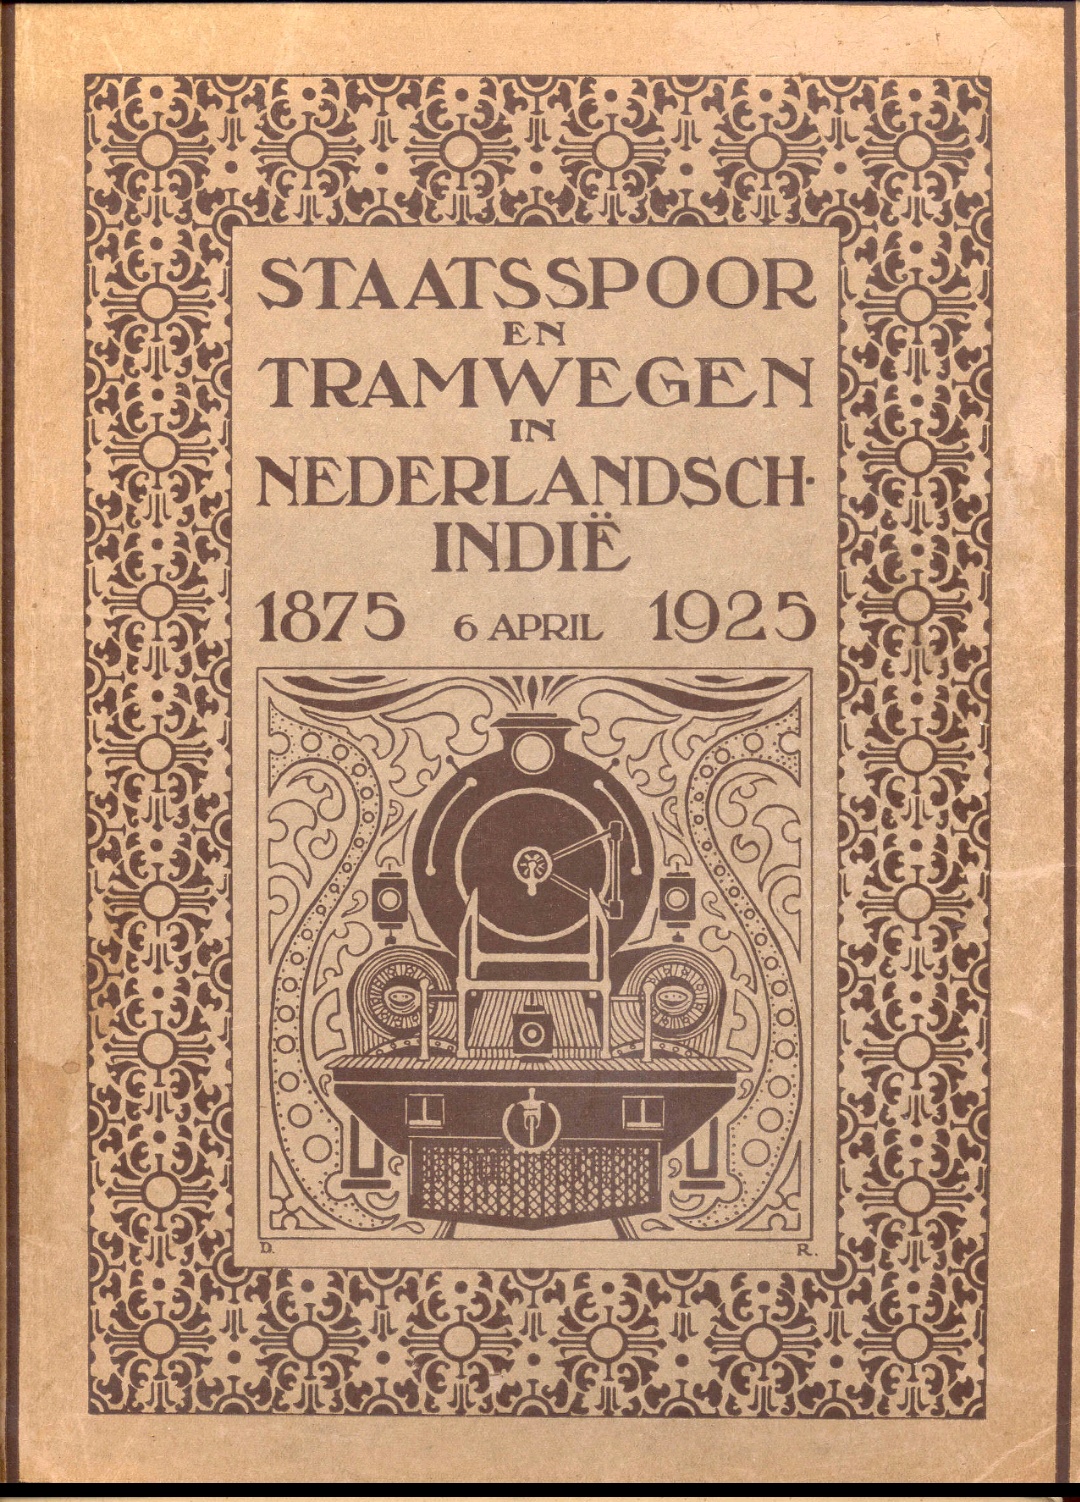 STAATSSPOOR
EN
TRAMWEGEN
IN
NEDERLANDSCH-
INDIË
1875 6 APRIL 1925
D. R.